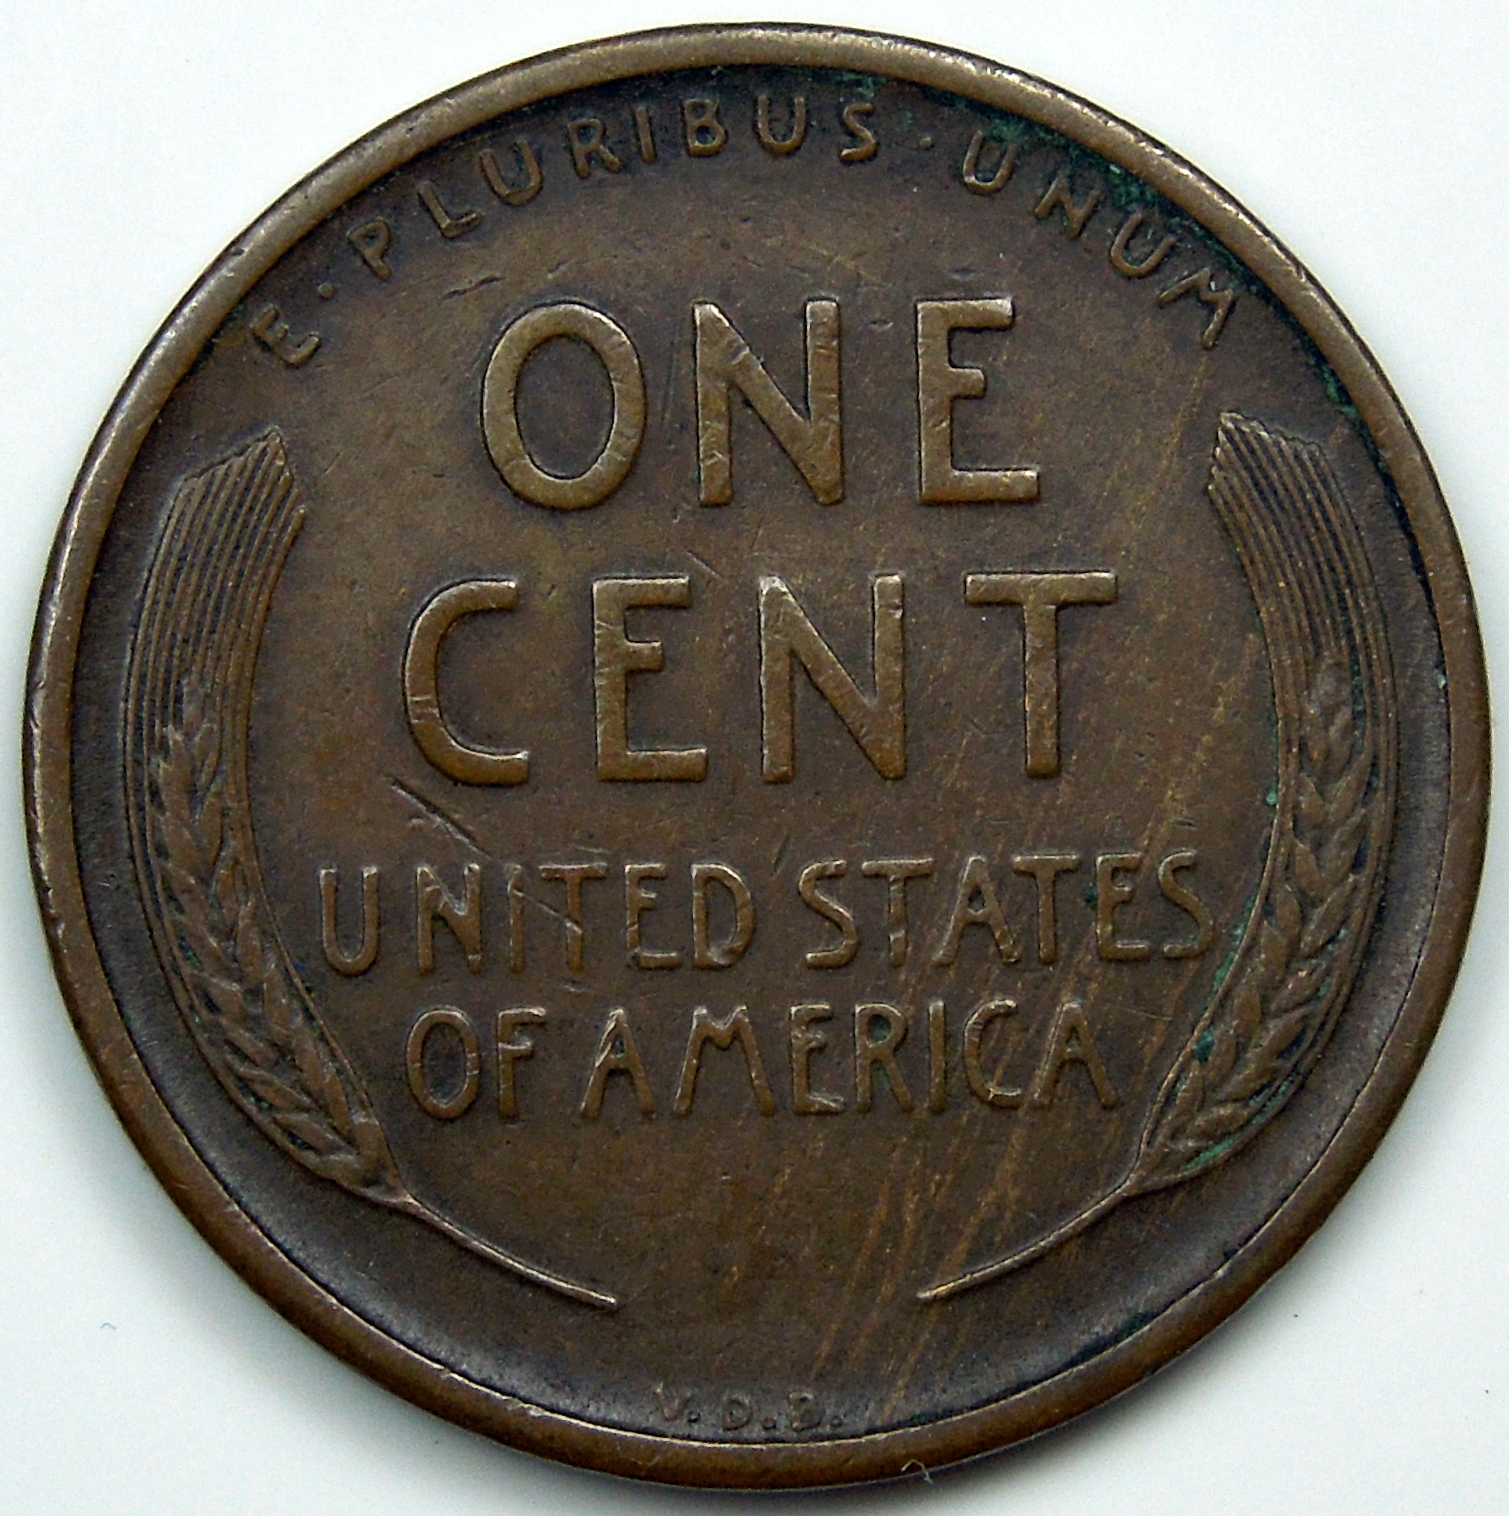 E · PLURIBUS · UNUM
ONE
CENT
UNITED STATES
OF AMERICA
V.D.B.